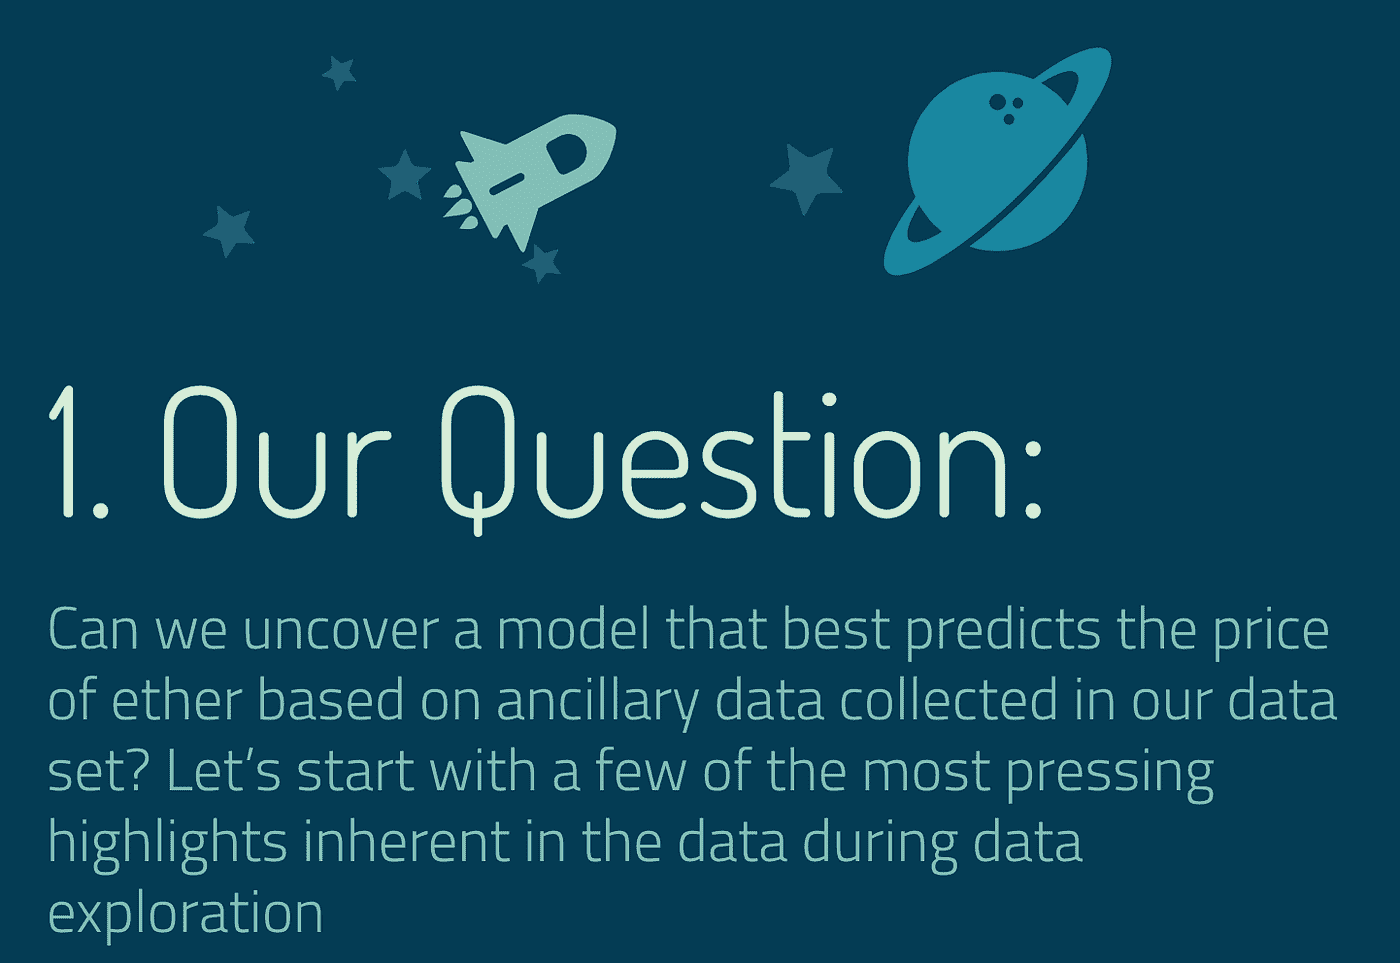 1. Our Question:
Can we uncover a model that best predicts the price
of ether based on ancillary data collected in our data
set? Let’s start with a few of the most pressing
highlights inherent in the data during data
exploration